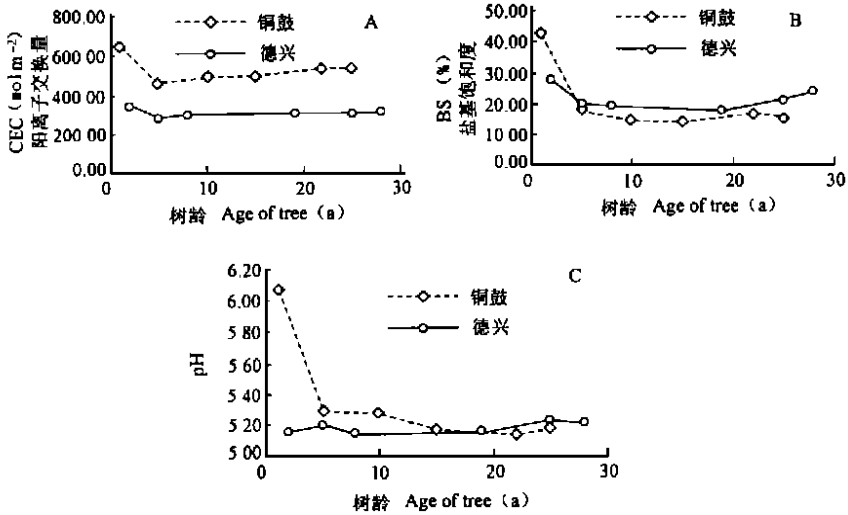 A
铜鼓
德兴
CEC (mol m-2)
阳离子交换量
800.00
600.00
400.00
200.00
0.00
0 10 20 30
树龄 Age of tree (a)
B
铜鼓
德兴
BS (%)
盐基饱和度
50.00
40.00
30.00
20.00
10.00
0.00
0 10 20 30
树龄 Age of tree (a)
C
铜鼓
德兴
pH
6.20
6.00
5 80
5 60
5 40
5.20
5 00
0 10 20 30
树龄 Age of tree (a)